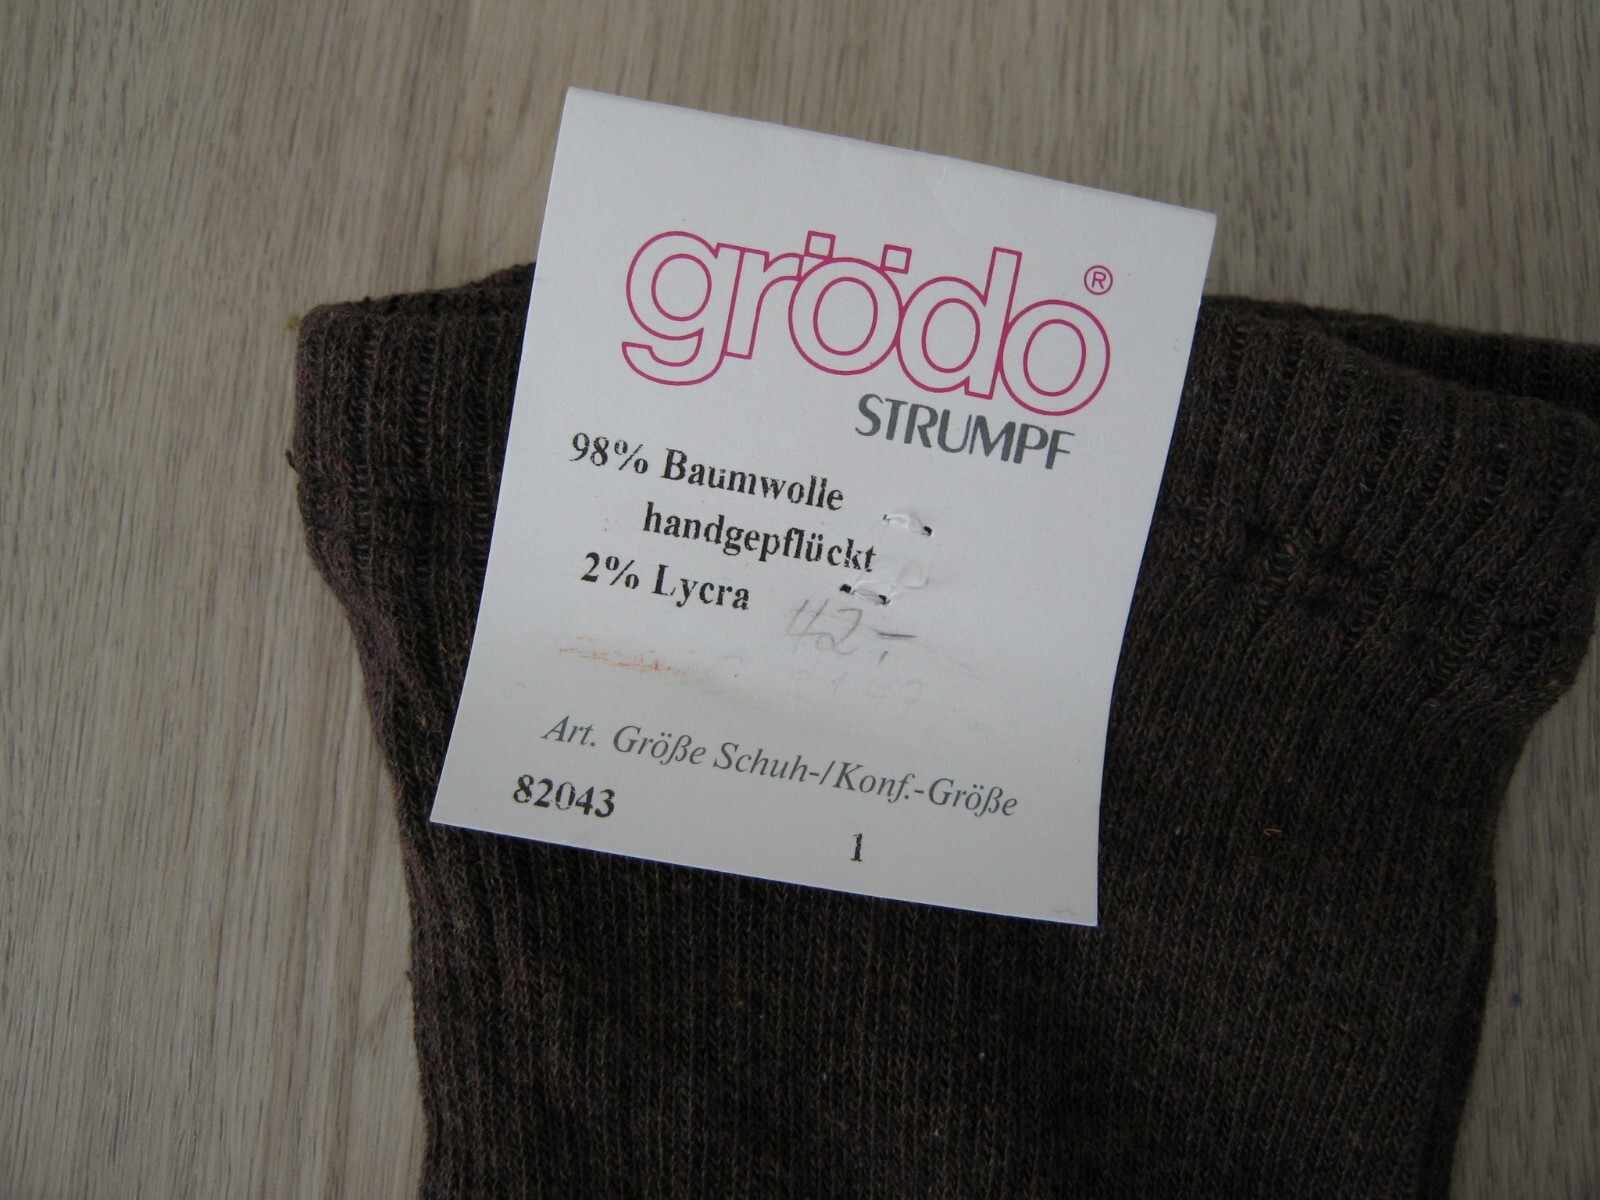 grödo®
STRUMPF
98% Baumwolle
handgepflückt
2% Lycra
42,-
Art. Größe Schuh-/Konf.-Größe
82043
1